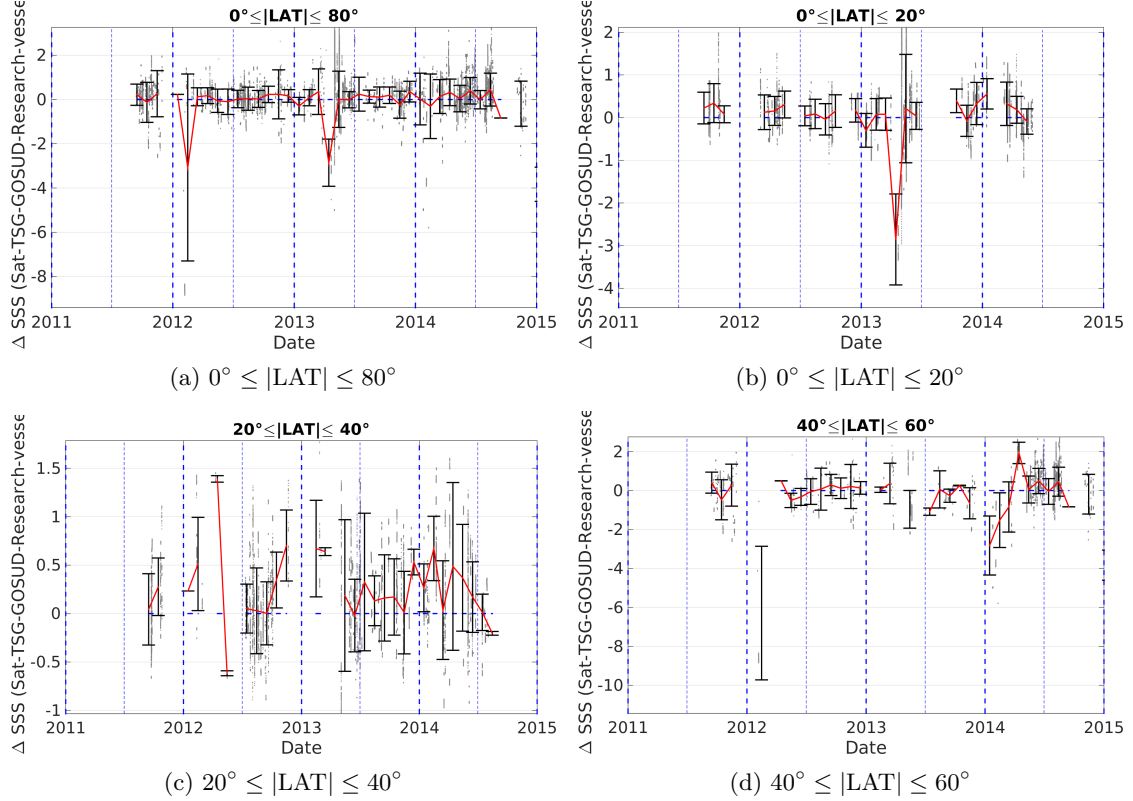 0°≤|LAT|≤ 80°
Δ SSS (Sat-TSG-GOSUD-Research-vesse
2
0
-2
-4
-6
-8
2011 2012 2013 2014 2015
Date
(a) 0° ≤ |LAT| ≤ 80°
0°≤|LAT|≤ 20°
Δ SSS (Sat-TSG-GOSUD-Research-vesse
2
1
0
-1
-2
-3
-4
2011 2012 2013 2014 2015
Date
(b) 0° ≤ |LAT| ≤ 20°
20°≤|LAT|≤ 40°
Δ SSS (Sat-TSG-GOSUD-Research-vesse
1.5
1
0.5
0
-0.5
-1
2011 2012 2013 2014 2015
Date
(c) 20° ≤ |LAT| ≤ 40°
40°≤|LAT|≤ 60°
Δ SSS (Sat-TSG-GOSUD-Research-vesse
2
0
-2
-4
-6
-8
-10
2011 2012 2013 2014 2015
Date
(d) 40° ≤ |LAT| ≤ 60°